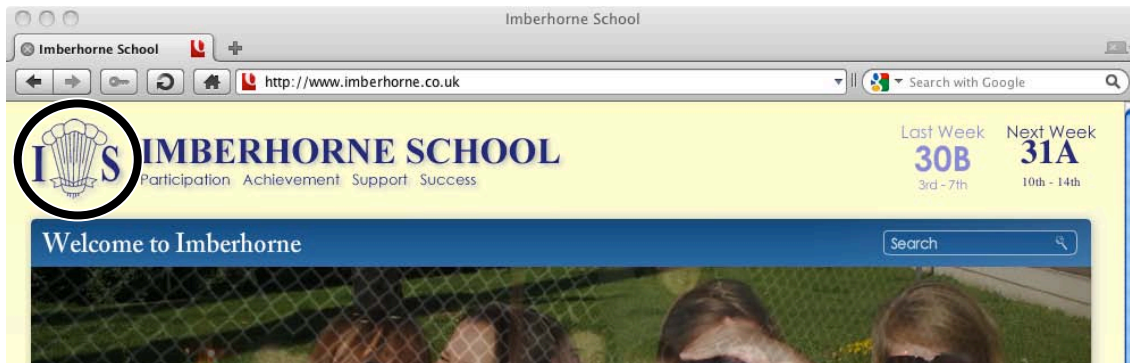 Imberhorne School
Imberhorne School
http://www.imberhorne.co.uk
Search with Google
I S
IMBERHORNE SCHOOL
Participation Achievement Support Success
Last Week
30B
3rd - 7th
Next Week
31A
10th - 14th
Welcome to Imberhorne
Search